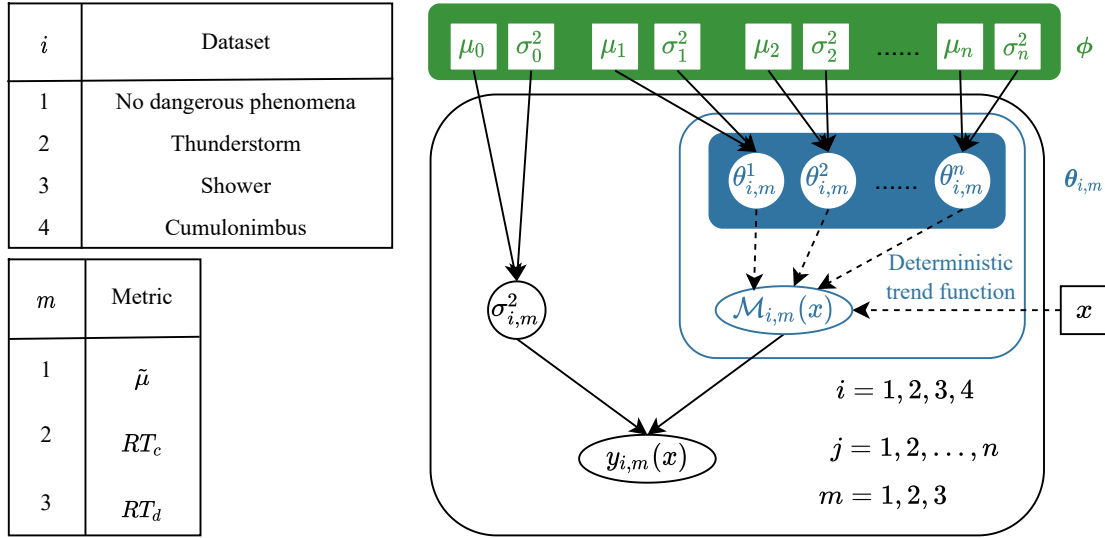 i Dataset
1 No dangerous phenomena
2 Thunderstorm
3 Shower
4 Cumulonimbus
m Metric
1 μ̃
2 RT_c
3 RT_d
μ_0 σ_0^2 μ_1 σ_1^2 μ_2 σ_2^2 ...... μ_n σ_n^2 ϕ
θ_{i,m}^1 θ_{i,m}^2 ...... θ_{i,m}^n θ_{i,m}
Deterministic
trend function
σ_{i,m}^2 ℳ_{i,m}(x) x
i = 1, 2, 3, 4
y_{i,m}(x) j = 1, 2, ..., n
m = 1, 2, 3